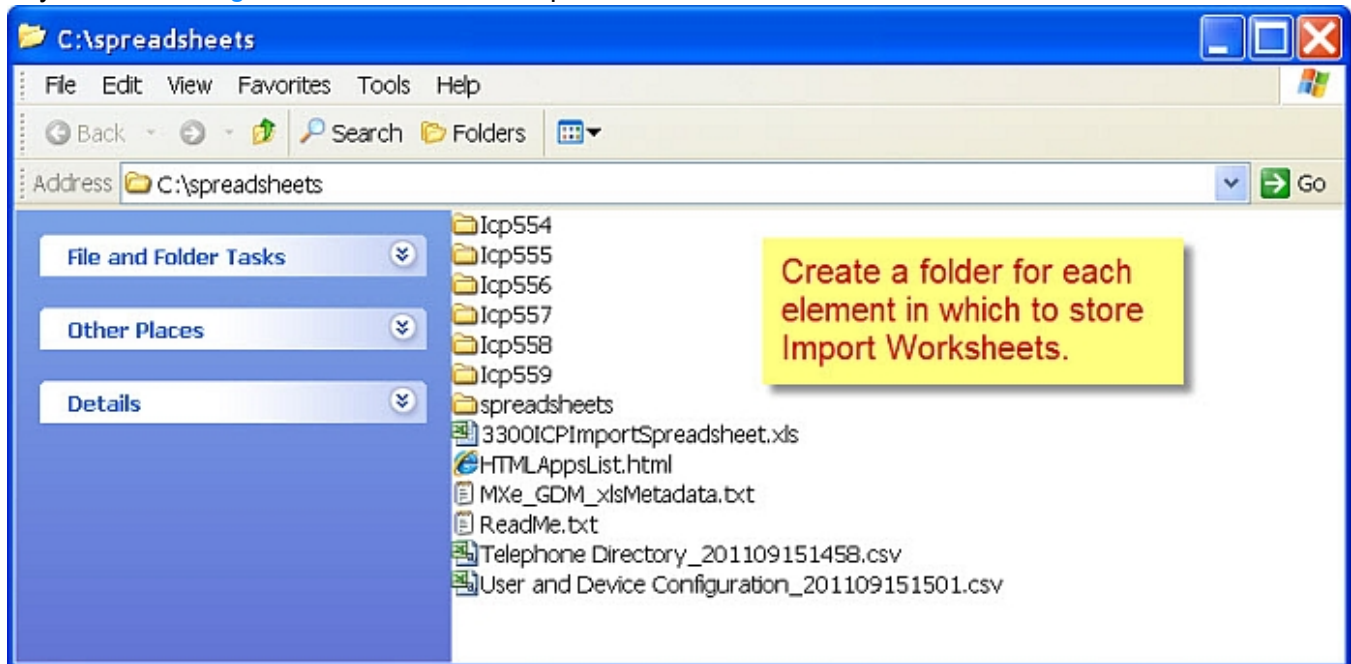 C:\spreadsheets
File Edit View Favorites Tools Help
Back Search Folders
Address C:\spreadsheets Go
File and Folder Tasks
Other Places
Details
Icp554
Icp555
Icp556
Icp557
Icp558
Icp559
spreadsheets
3300ICPImportSpreadsheet.xls
HTMLAppsList.html
MXe_GDM_xlsMetadata.txt
ReadMe.txt
Telephone Directory_201109151458.csv
User and Device Configuration_201109151501.csv
Create a folder for each
element in which to store
Import Worksheets.